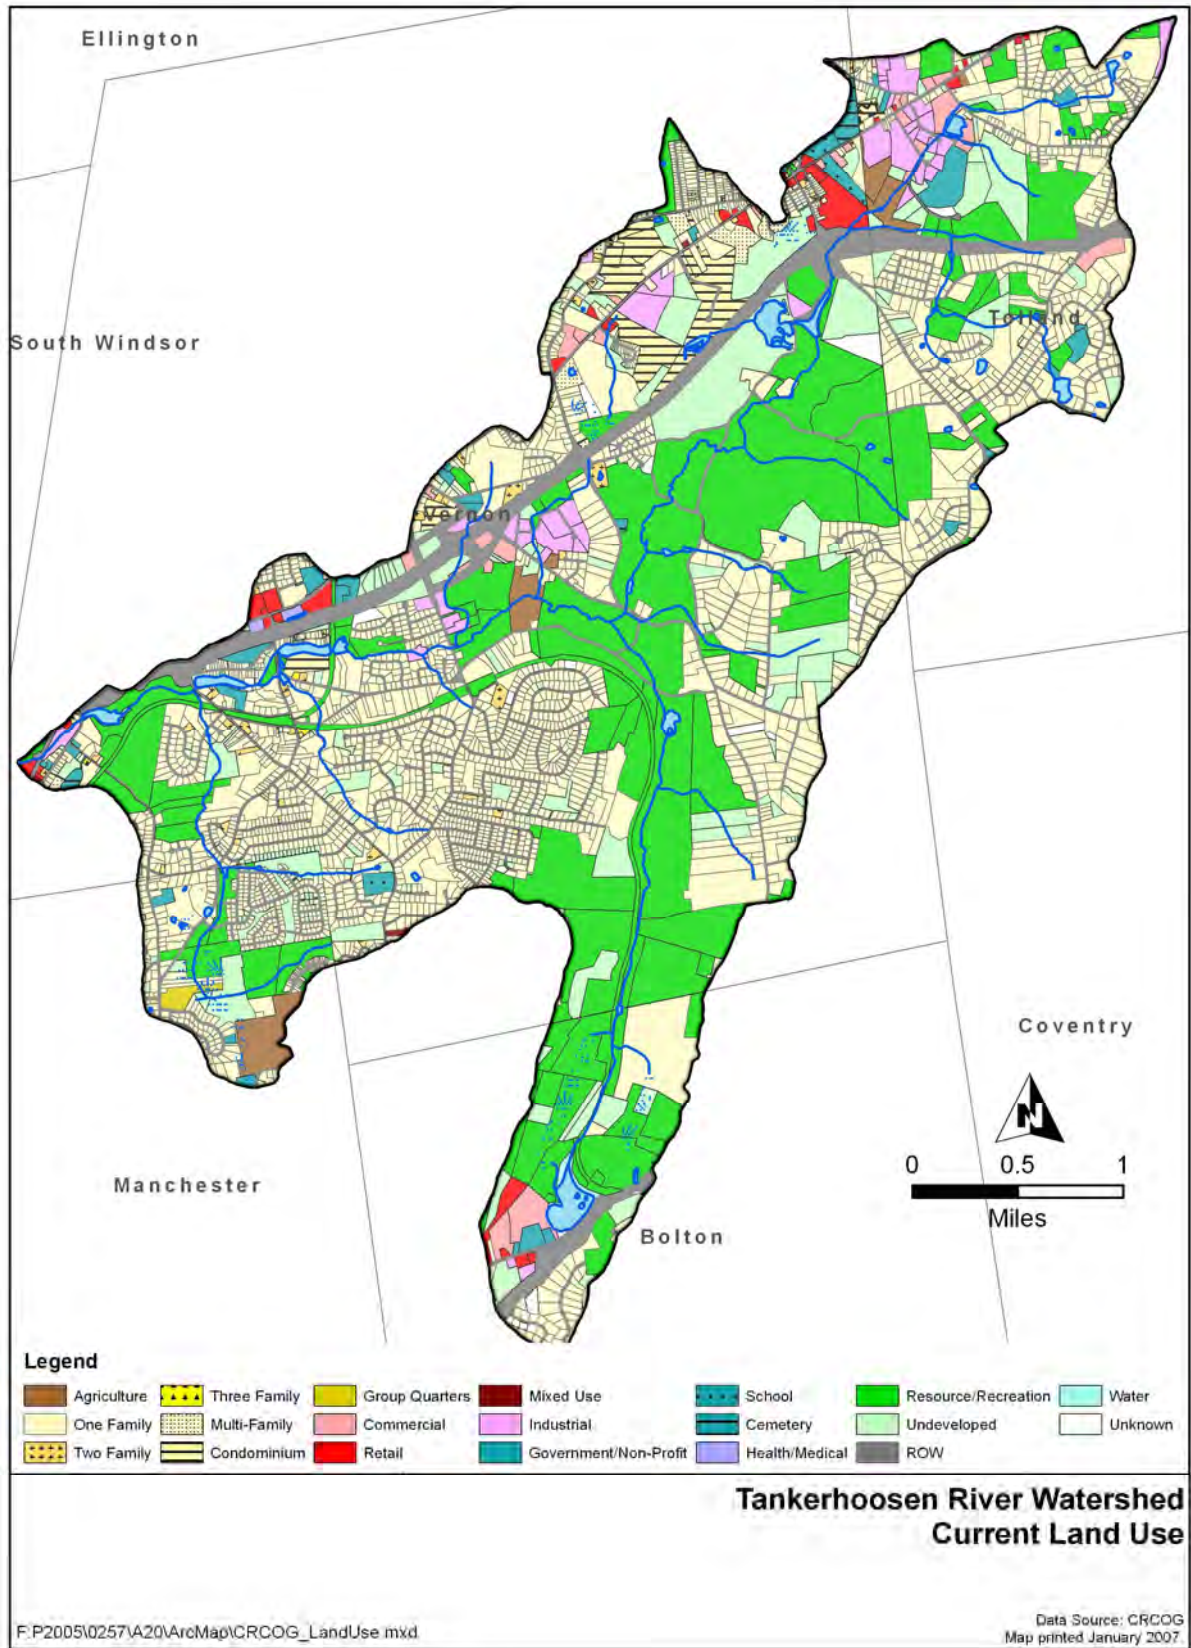 Ellington
South Windsor
Tolland
Vernon
Coventry
Manchester
Bolton
N
0 0.5 1
Miles
Legend
Agriculture Three Family Group Quarters Mixed Use School Resource/Recreation Water
One Family Multi-Family Commercial Industrial Cemetery Undeveloped Unknown
Two Family Condominium Retail Government/Non-Profit Health/Medical ROW
Tankerhoosen River Watershed
Current Land Use
F:P2005\0257\A20\ArcMap\CRCOG_LandUse.mxd
Data Source: CRCOG
Map printed January 2007.